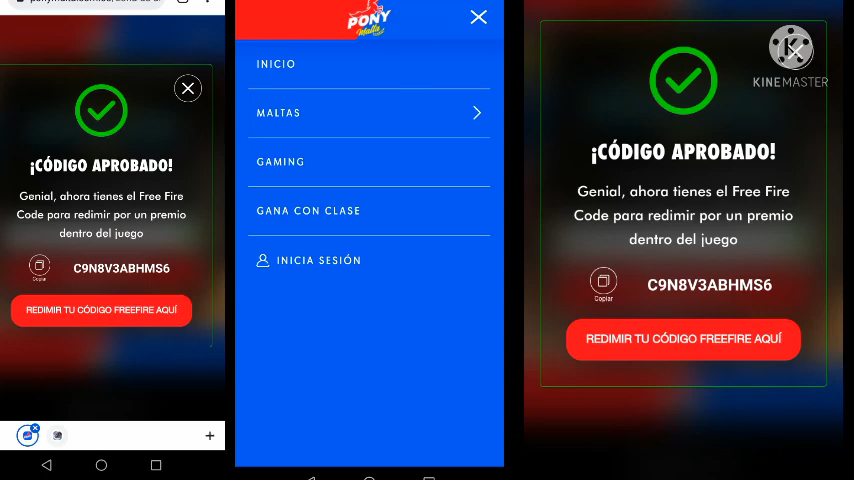 ¡CÓDIGO APROBADO!
Genial, ahora tienes el Free Fire
Code para redimir por un premio
dentro del juego
Copiar
C9N8V3ABHMS6
REDIMIR TU CÓDIGO FREEFIRE AQUÍ
PONY
Malta
INICIO
MALTAS
GAMING
GANA CON CLASE
INICIA SESIÓN
KINEMASTER
¡CÓDIGO APROBADO!
Genial, ahora tienes el Free Fire
Code para redimir por un premio
dentro del juego
Copiar
C9N8V3ABHMS6
REDIMIR TU CÓDIGO FREEFIRE AQUÍ